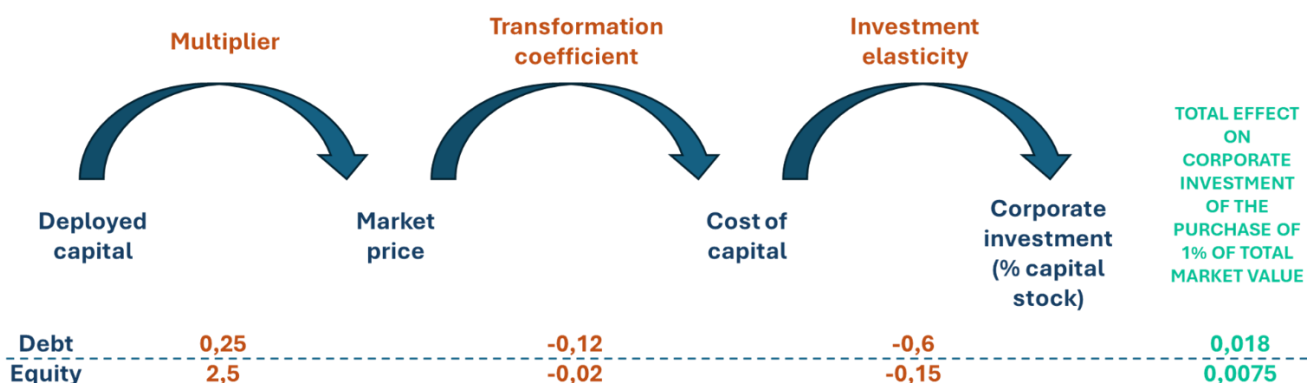 Multiplier
Transformation
coefficient
Investment
elasticity
TOTAL EFFECT
ON
CORPORATE
INVESTMENT
OF THE
PURCHASE OF
1% OF TOTAL
MARKET VALUE
Deployed
capital
Market
price
Cost of
capital
Corporate
investment
(% capital
stock)
Debt 0,25 -0,12 -0,6 0,018
Equity 2,5 -0,02 -0,15 0,0075